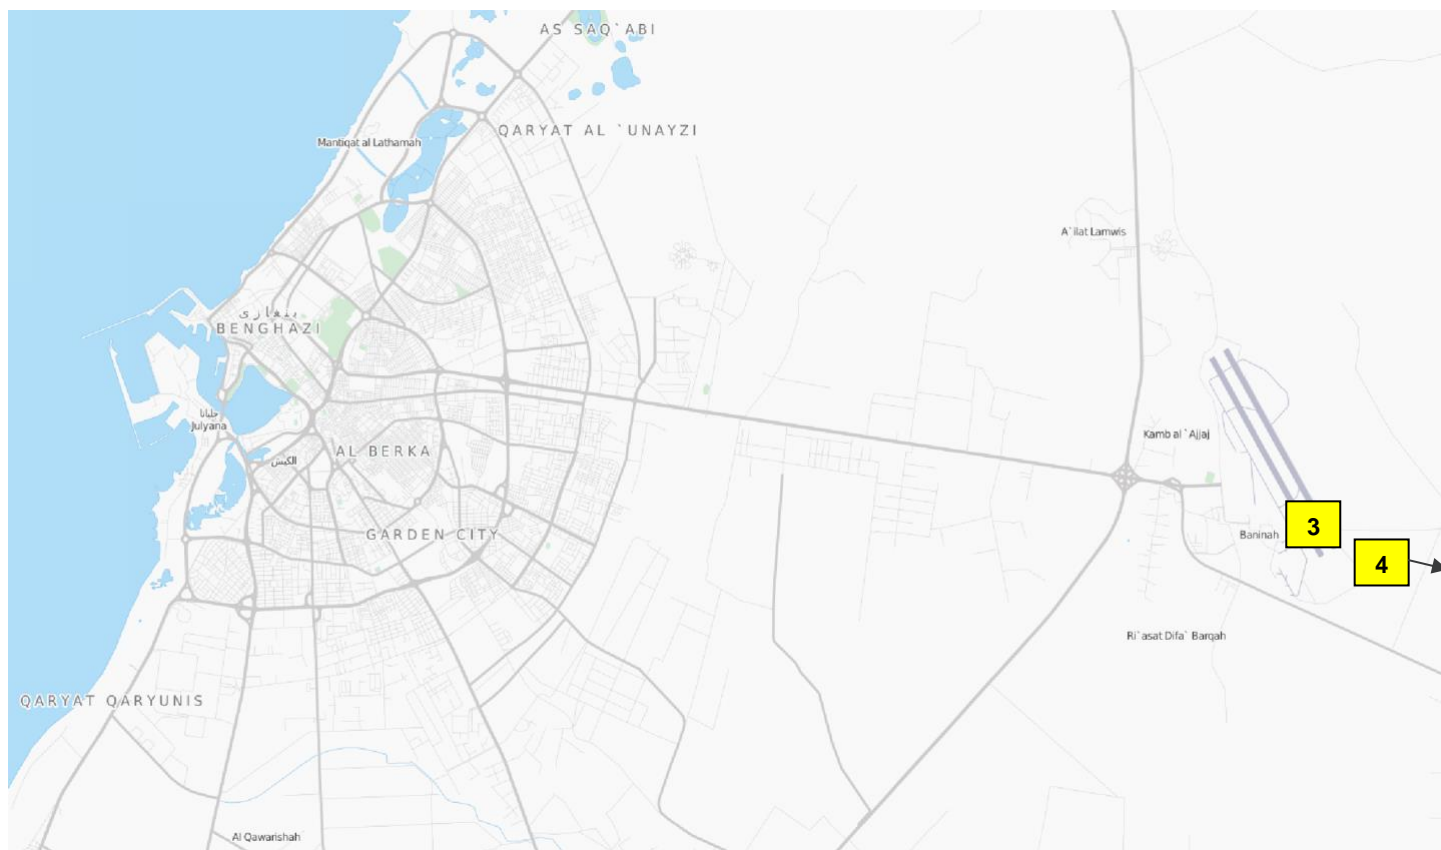 AS SAQ`ABI
QARYAT AL `UNAYZI
Mantiqat al Lathamah
A`ilat Lamwis
بنغازي
BENGHAZI
جليانا
Julyana
AL BERKA
الكيش
Kamb al `Ajjaj
GARDEN CITY
Baninah
3
4
Ri`asat Difa` Barqah
QARYAT QARYUNIS
Al Qawarishah